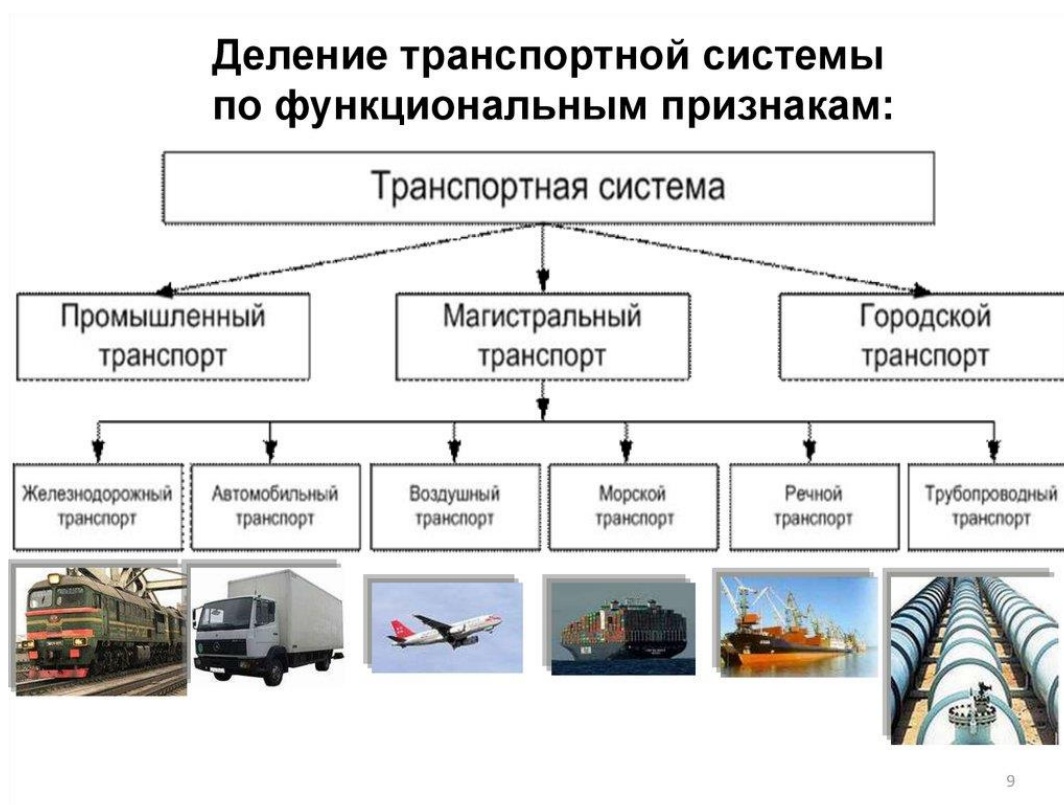 Деление транспортной системы
по функциональным признакам:
Транспортная система
Промышленный
транспорт
Магистральный
транспорт
Городской
транспорт
Железнодорожный
транспорт
Автомобильный
транспорт
Воздушный
транспорт
Морской
транспорт
Речной
транспорт
Трубопроводный
транспорт
9